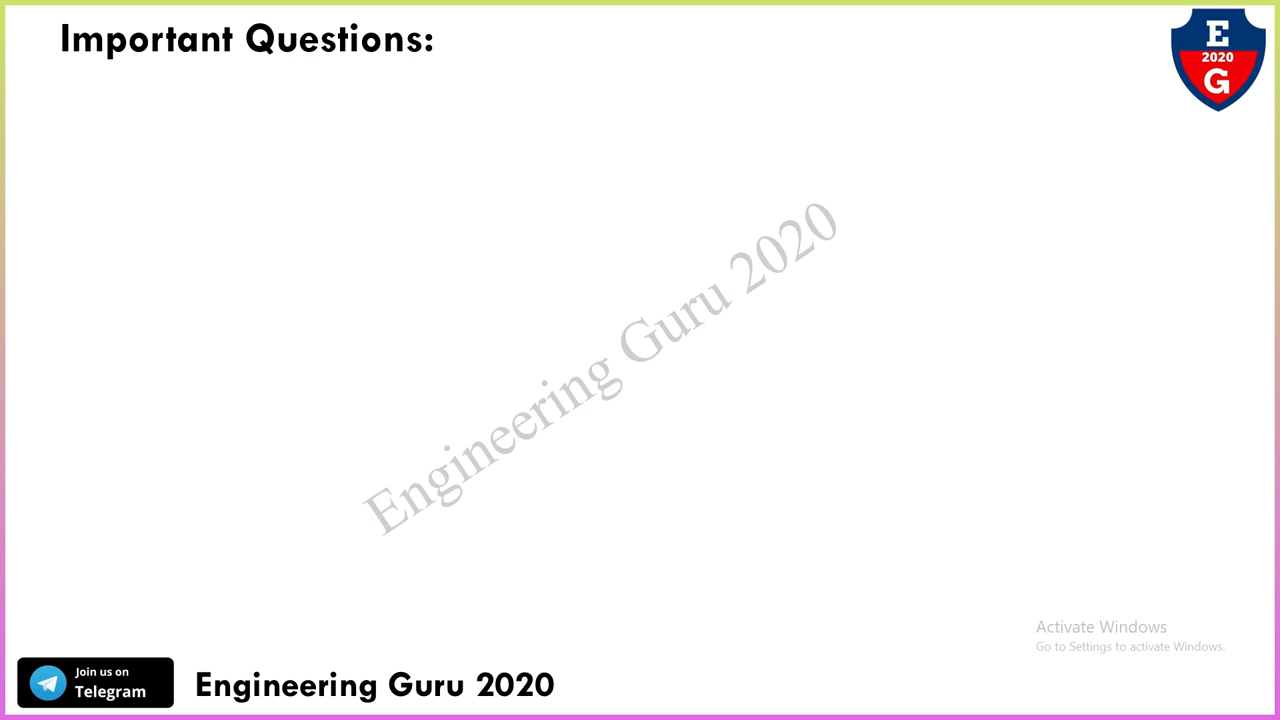 Important Questions:
E
2020
G
Engineering Guru 2020
Activate Windows
Go to Settings to activate Windows.
Join us on
Telegram
Engineering Guru 2020